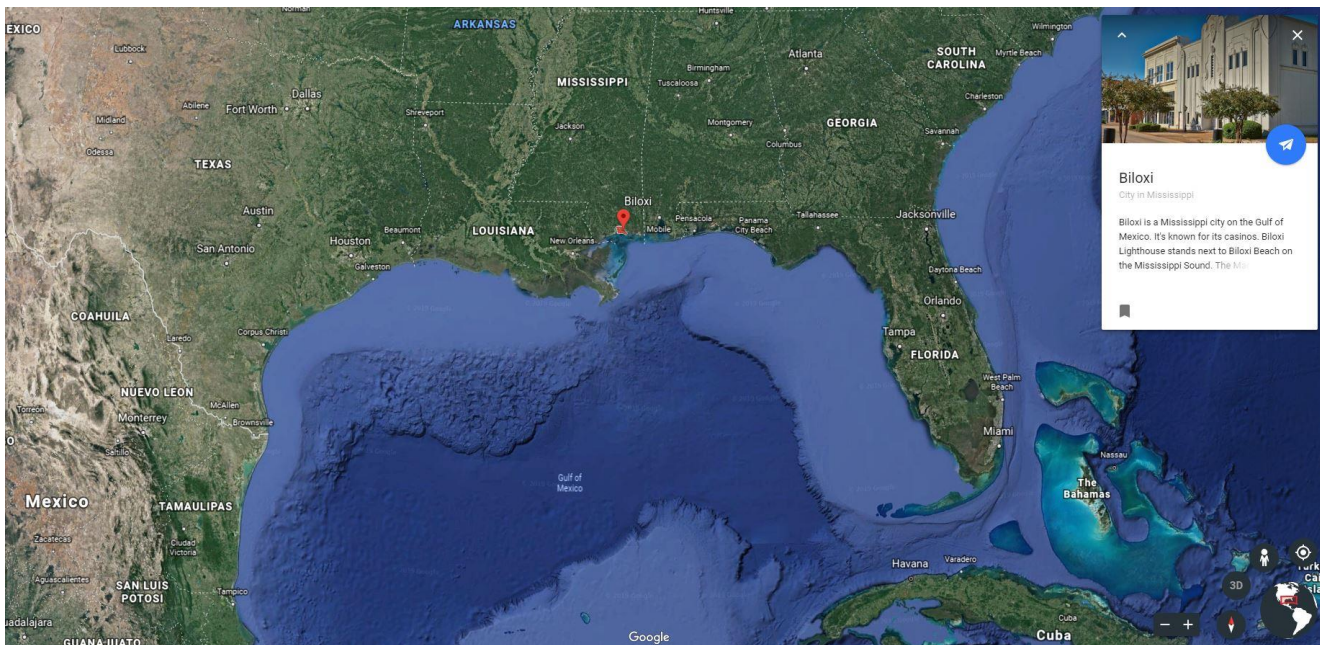 EXICO
Norman
ARKANSAS
Huntsville
Wilmington
Lubbock
Atlanta
SOUTH
CAROLINA
Myrtle Beach
Birmingham
MISSISSIPPI
Tuscaloosa
Dallas
Abilene
Fort Worth
Shreveport
Charleston
Midland
Jackson
Montgomery
GEORGIA
Columbus
Savannah
Odessa
TEXAS
Biloxi
Austin
Pensacola
Panama
City Beach
Tallahassee
Jacksonville
Beaumont
LOUISIANA
Mobile
Houston
New Orleans
San Antonio
Galveston
Daytona Beach
Orlando
COAHUILA
Corpus Christi
Laredo
Tampa
FLORIDA
West Palm
Beach
NUEVO LEON
McAllen
Torreon
Monterrey
Brownsville
Miami
Saltillo
Nassau
Gulf of
Mexico
The
Bahamas
Mexico
TAMAULIPAS
Zacatecas
Ciudad
Victoria
Havana
Varadero
Aguascalientes
SAN LUIS
POTOSI
Tampico
adalajara
GUANAJUATO
Google
Cuba
Cuba
Biloxi
City in Mississippi
Biloxi is a Mississippi city on the Gulf of
Mexico. It's known for its casinos. Biloxi
Lighthouse stands next to Biloxi Beach on
the Mississippi Sound. The
3D